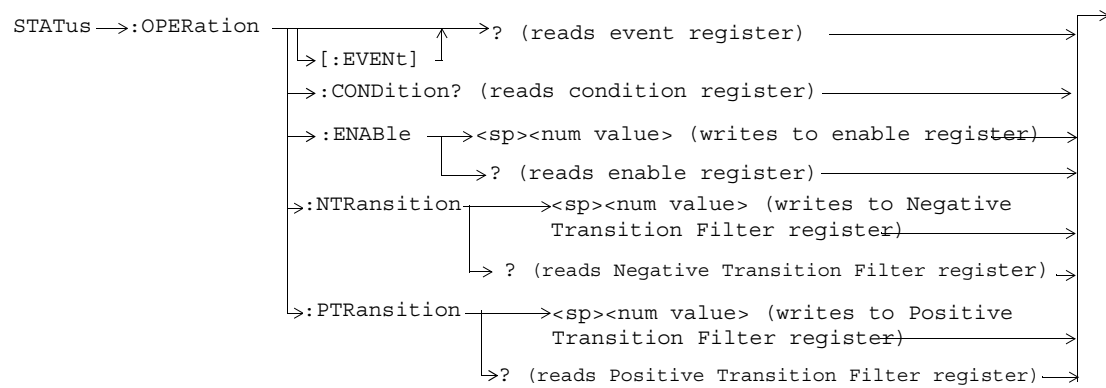 STATus :OPERation ? (reads event register)
[:EVENt]
:CONDition? (reads condition register)
:ENABle <sp><num value> (writes to enable register)
? (reads enable register)
:NTRansition <sp><num value> (writes to Negative
Transition Filter register)
? (reads Negative Transition Filter register)
:PTRansition <sp><num value> (writes to Positive
Transition Filter register)
? (reads Positive Transition Filter register)